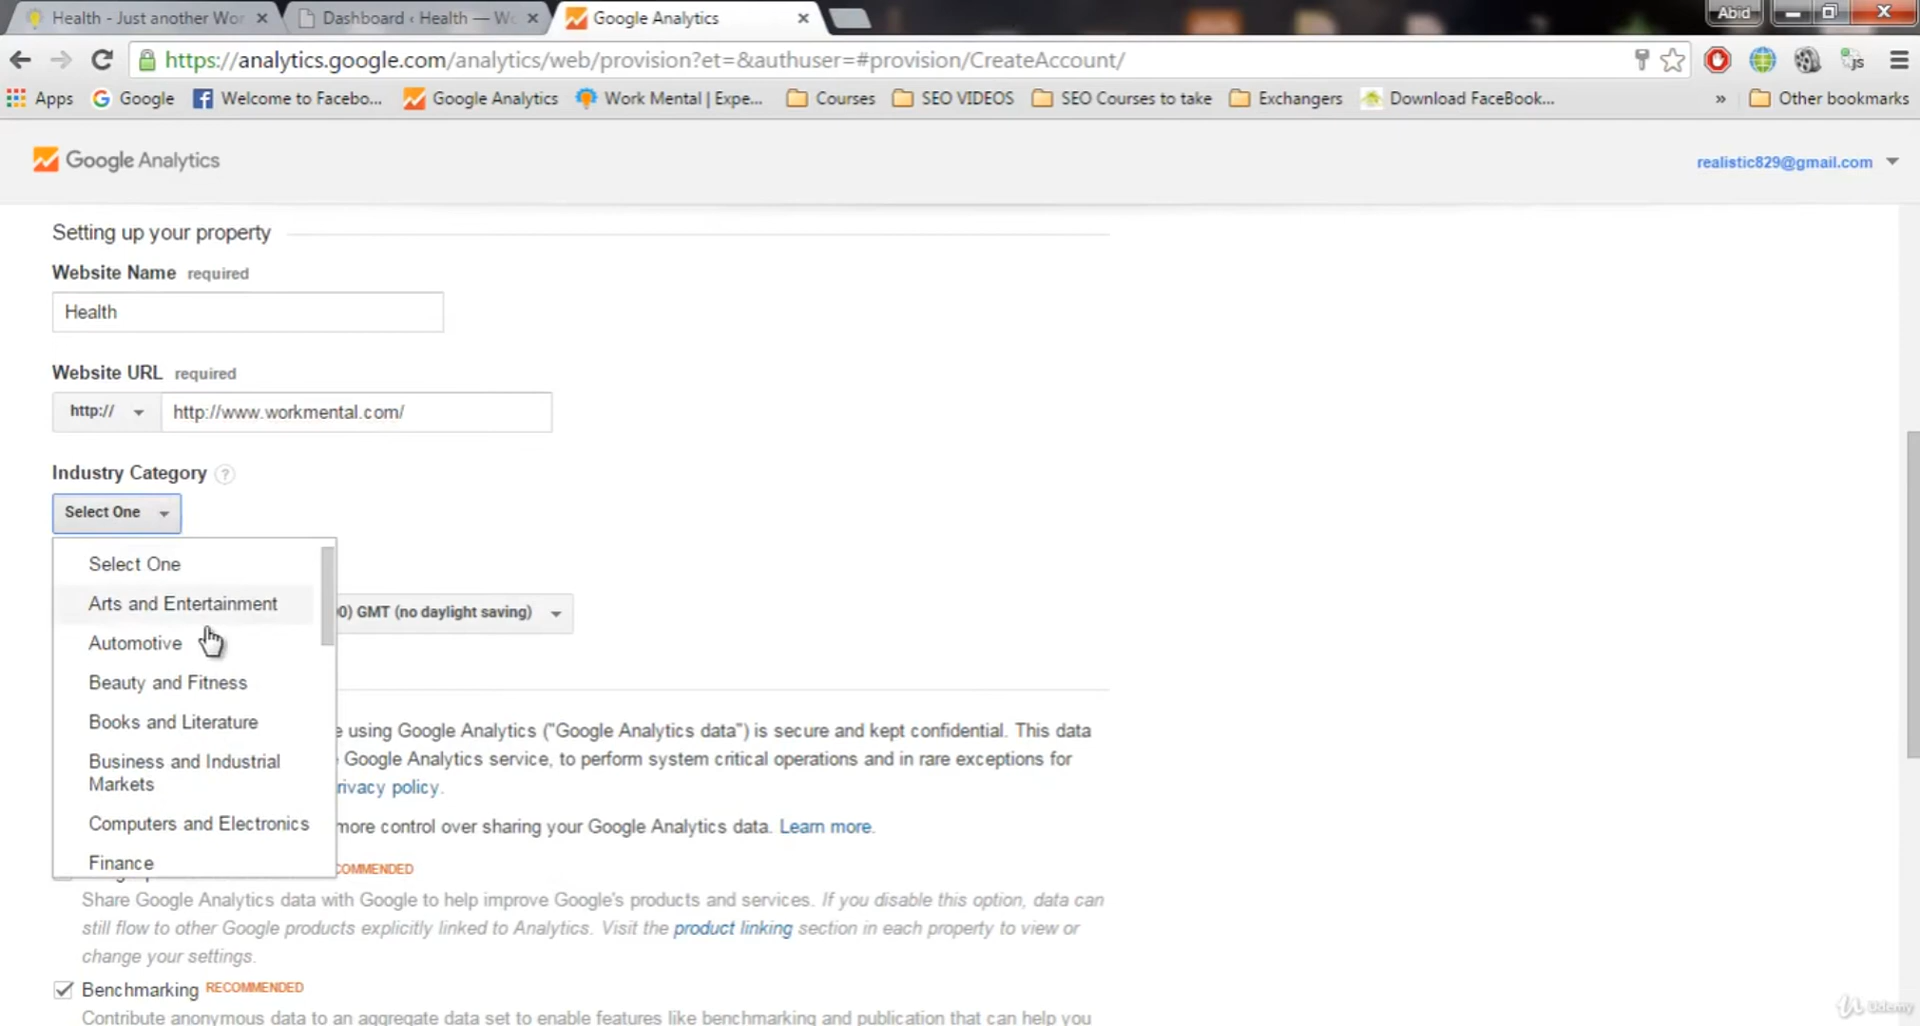 Health - Just another Wor
Dashboard ‹ Health — Wo
Google Analytics
Abid
https://analytics.google.com/analytics/web/provision?et=&authuser=#provision/CreateAccount/
Apps
Google
Welcome to Facebo...
Google Analytics
Work Mental | Expe...
Courses
SEO VIDEOS
SEO Courses to take
Exchangers
Download FaceBook...
»
Other bookmarks
Google Analytics
realistic829@gmail.com
Setting up your property
Website Name required
Health
Website URL required
http://
http://www.workmental.com/
Industry Category ?
Select One
Select One
Arts and Entertainment
0) GMT (no daylight saving)
Automotive
Beauty and Fitness
Books and Literature
e using Google Analytics ("Google Analytics data") is secure and kept confidential. This data
Business and Industrial
Markets
Google Analytics service, to perform system critical operations and in rare exceptions for
rivacy policy.
Computers and Electronics
more control over sharing your Google Analytics data. Learn more.
Finance
COMMENDED
Share Google Analytics data with Google to help improve Google's products and services. If you disable this option, data can
still flow to other Google products explicitly linked to Analytics. Visit the product linking section in each property to view or
change your settings.
Benchmarking RECOMMENDED
Contribute anonymous data to an aggregate data set to enable features like benchmarking and publication that can help you
Udemy